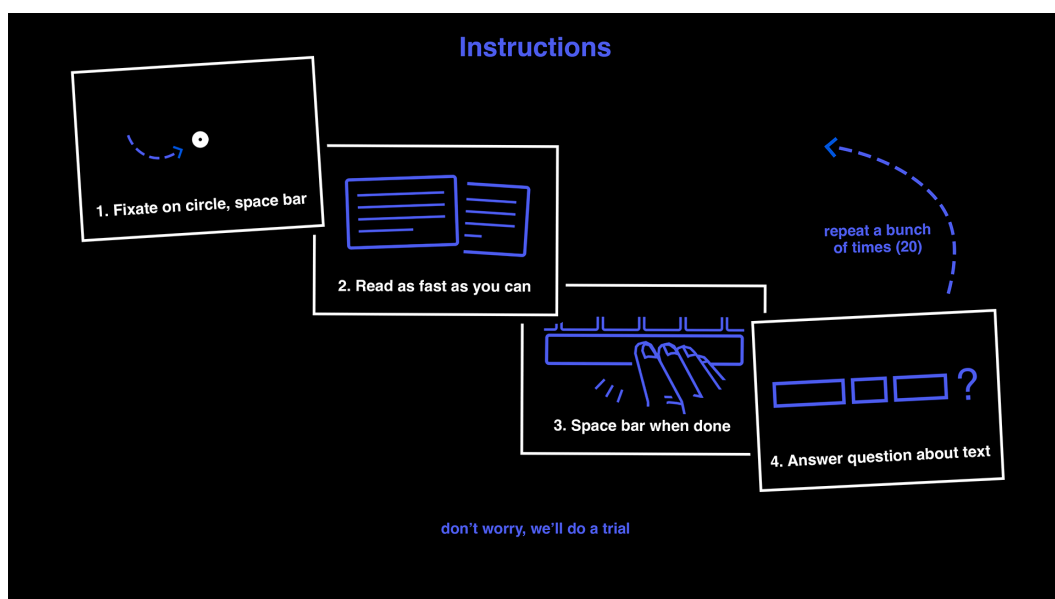 Instructions
1. Fixate on circle, space bar
2. Read as fast as you can
3. Space bar when done
?
4. Answer question about text
repeat a bunch
of times (20)
don't worry, we'll do a trial